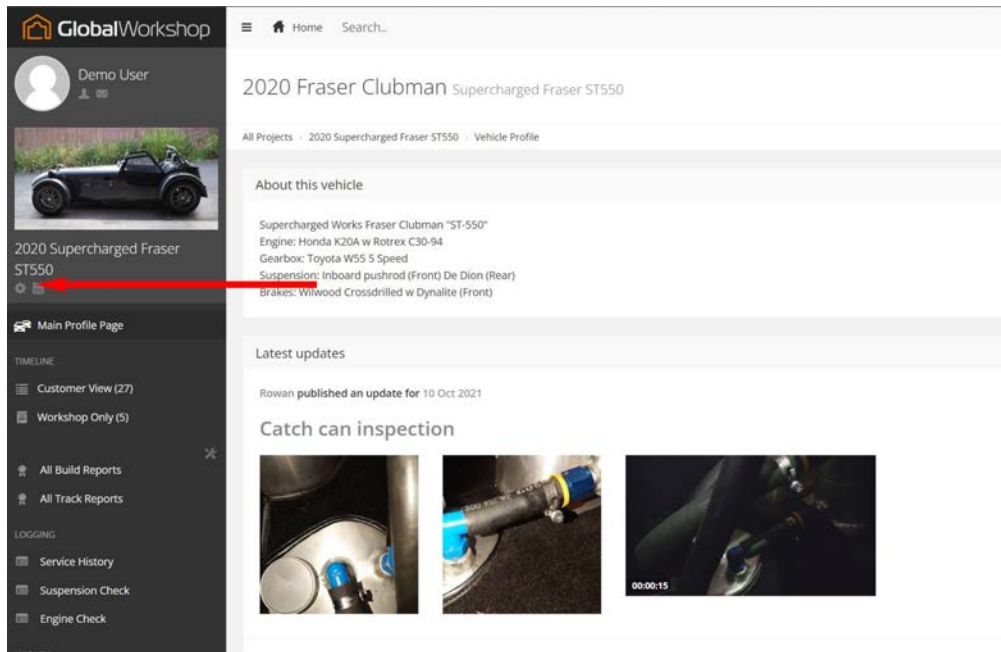 GlobalWorkshop
Home Search..
Demo User
2020 Supercharged Fraser
ST550
Main Profile Page
TIMELINE
Customer View (27)
Workshop Only (5)
All Build Reports
All Track Reports
LOGGING
Service History
Suspension Check
Engine Check
2020 Fraser Clubman Supercharged Fraser ST550
All Projects 2020 Supercharged Fraser ST550 Vehicle Profile
About this vehicle
Supercharged Works Fraser Clubman "ST-550"
Engine: Honda K20A w Rotrex C30-94
Gearbox: Toyota W55 5 Speed
Suspension: Inboard pushrod (Front) De Dion (Rear)
Brakes: Wilwood Crossdrilled w Dynalite (Front)
Latest updates
Rowan published an update for 10 Oct 2021
Catch can inspection
00:00:15